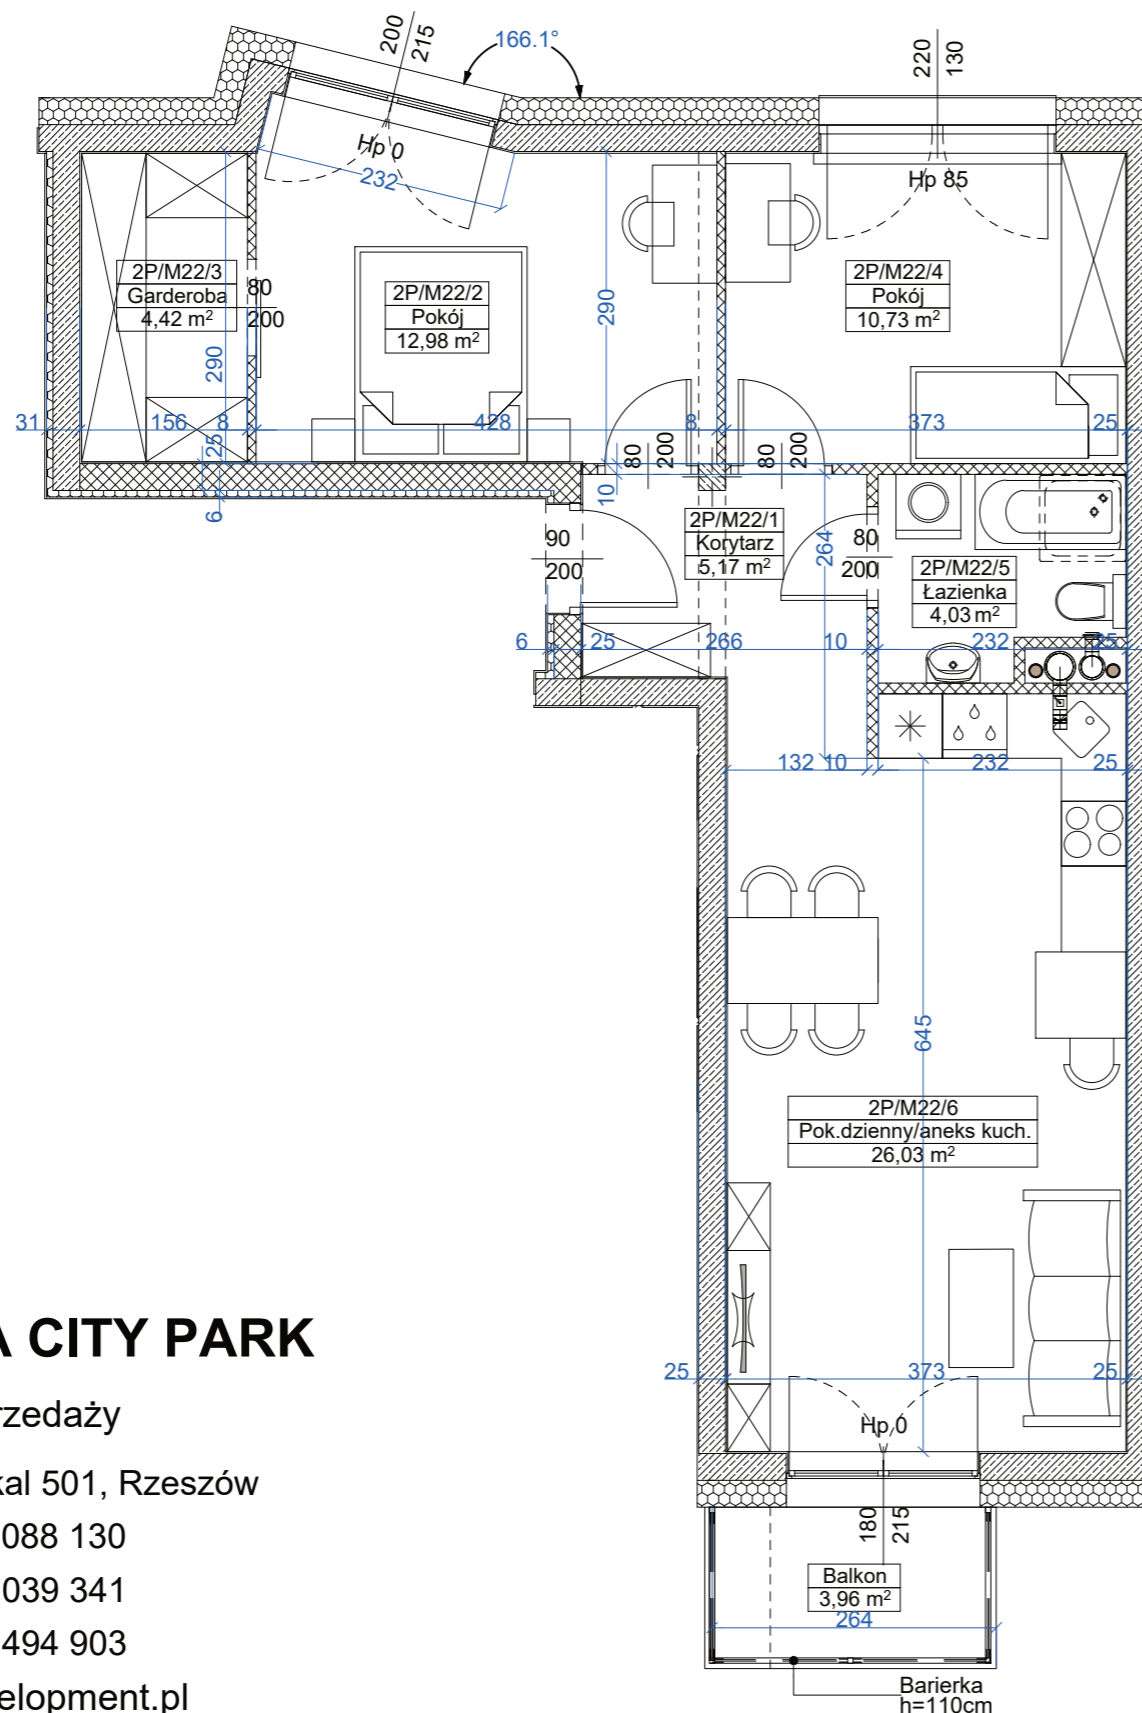 200
215
166.1°
220
130
Hp 0
232
Hp 85
2P/M22/3
Garderoba
4,42 m²
80
200
2P/M22/2
Pokój
12,98 m²
290
290
2P/M22/4
Pokój
10,73 m²
31
156
8
428
8
373
25
25
6
80
200
80
200
10
2P/M22/1
Korytarz
5,17 m²
264
90
200
80
200
2P/M22/5
Łazienka
4,03 m²
6
25
266
10
232
25
132
10
232
25
645
2P/M22/6
Pok.dzienny/aneks kuch.
26,03 m²
25
373
25
Hp 0
180
215
Balkon
3,96 m²
264
Barierka
h=110cm
A CITY PARK
rzedaży
kal 501, Rzeszów
088 130
039 341
494 903
elopment.pl